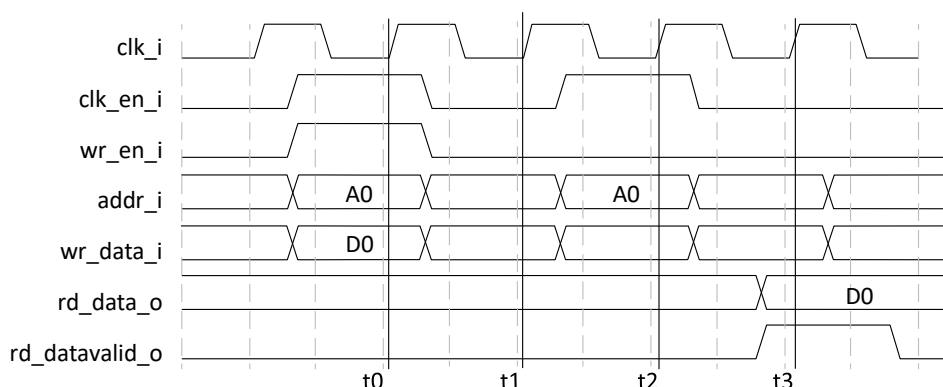 clk_i
clk_en_i
wr_en_i
addr_i A0 A0
wr_data_i D0
rd_data_o D0
rd_datavalid_o
t0 t1 t2 t3